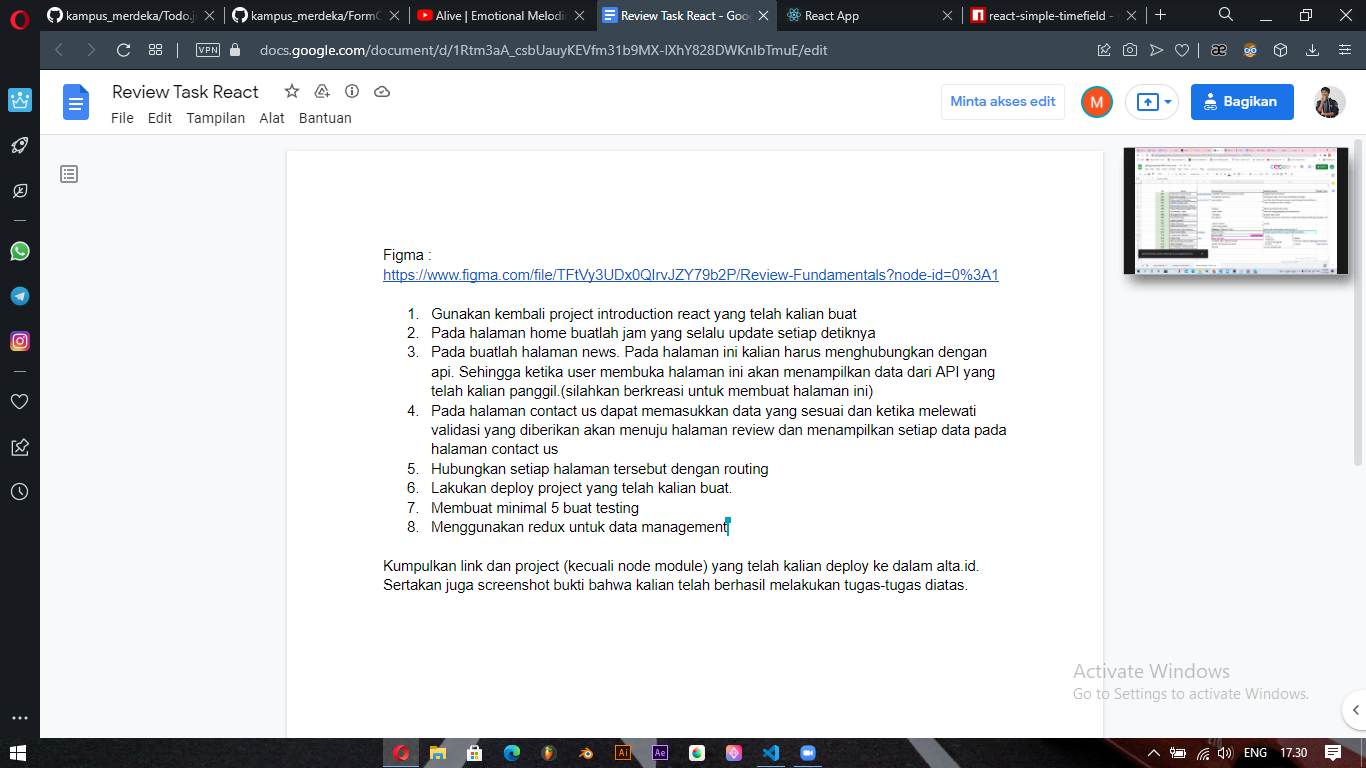 kampus_merdeka/Todo.j
kampus_merdeka/FormC
Alive | Emotional Melodi
Review Task React - Goo
React App
react-simple-timefield -
VPN
docs.google.com/document/d/1Rtm3aA_csbUauyKEVfm31b9MX-lXhY828DWKnIbTmuE/edit
Review Task React
File Edit Tampilan Alat Bantuan
Minta akses edit
M
Bagikan
Figma :
https://www.figma.com/file/TFtVy3UDx0QlrvJZY79b2P/Review-Fundamentals?node-id=0%3A1
1. Gunakan kembali project introduction react yang telah kalian buat
2. Pada halaman home buatlah jam yang selalu update setiap detiknya
3. Pada buatlah halaman news. Pada halaman ini kalian harus menghubungkan dengan
api. Sehingga ketika user membuka halaman ini akan menampilkan data dari API yang
telah kalian panggil.(silahkan berkreasi untuk membuat halaman ini)
4. Pada halaman contact us dapat memasukkan data yang sesuai dan ketika melewati
validasi yang diberikan akan menuju halaman review dan menampilkan setiap data pada
halaman contact us
5. Hubungkan setiap halaman tersebut dengan routing
6. Lakukan deploy project yang telah kalian buat.
7. Membuat minimal 5 buat testing
8. Menggunakan redux untuk data management
Kumpulkan link dan project (kecuali node module) yang telah kalian deploy ke dalam alta.id.
Sertakan juga screenshot bukti bahwa kalian telah berhasil melakukan tugas-tugas diatas.
Activate Windows
Go to Settings to activate Windows.
Ai
Ae
ENG
17.30